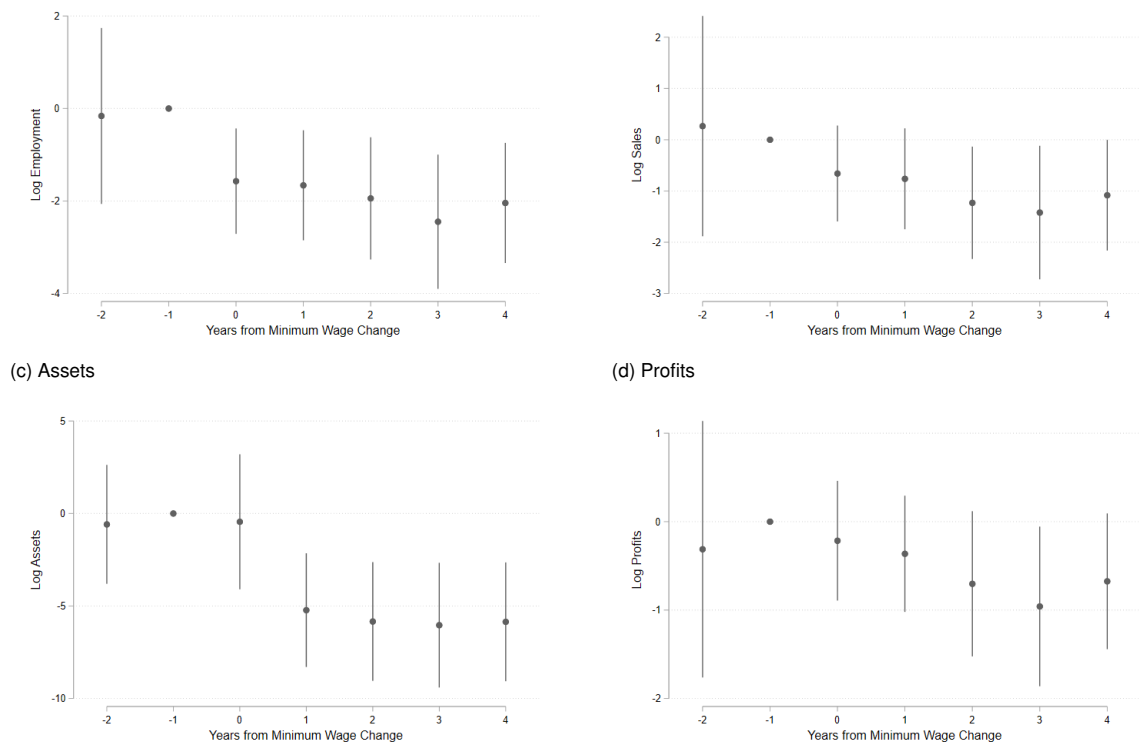 2
0
-2
-4
Log Employment
-2 -1 0 1 2 3 4
Years from Minimum Wage Change
2
1
0
-1
-2
-3
Log Sales
-2 -1 0 1 2 3 4
Years from Minimum Wage Change
(c) Assets
(d) Profits
5
0
-5
-10
Log Assets
-2 -1 0 1 2 3 4
Years from Minimum Wage Change
1
0
-1
-2
Log Profits
-2 -1 0 1 2 3 4
Years from Minimum Wage Change